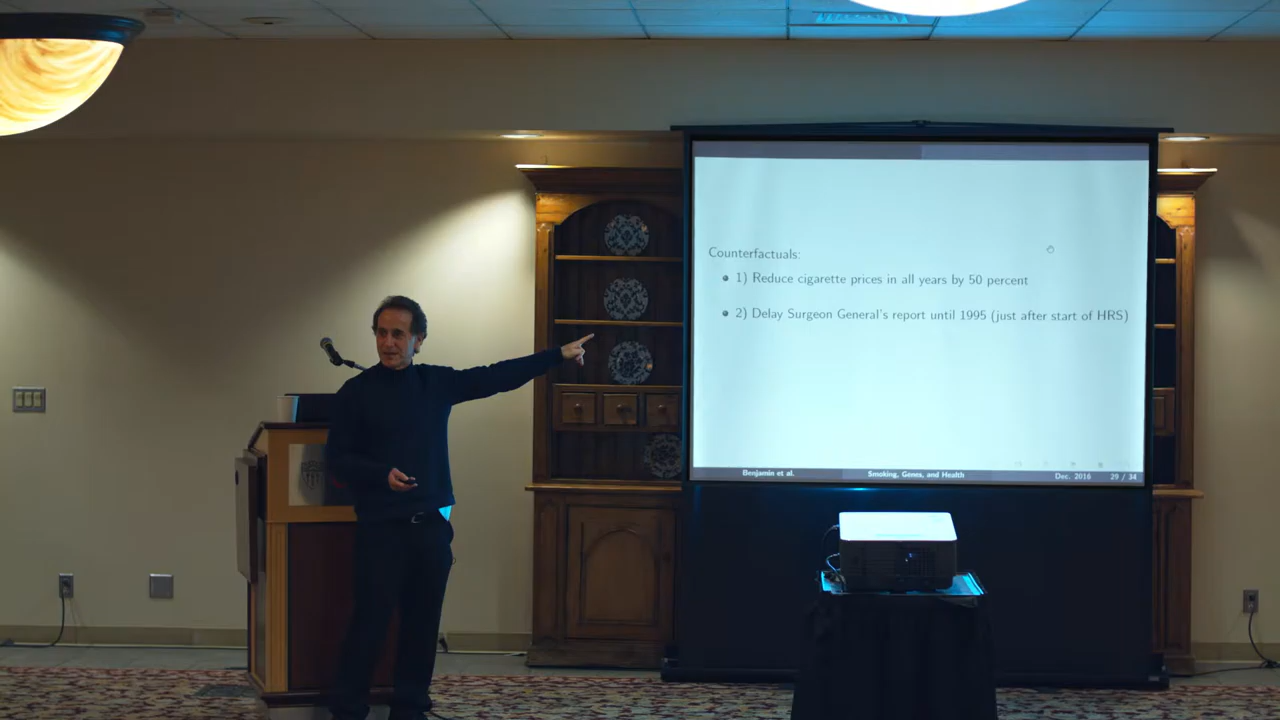 Counterfactuals:
1) Reduce cigarette prices in all years by 50 percent
2) Delay Surgeon General's report until 1995 (just after start of HRS)
Benjamin et al. Smoking, Genes, and Health Dec. 2016 29 / 34